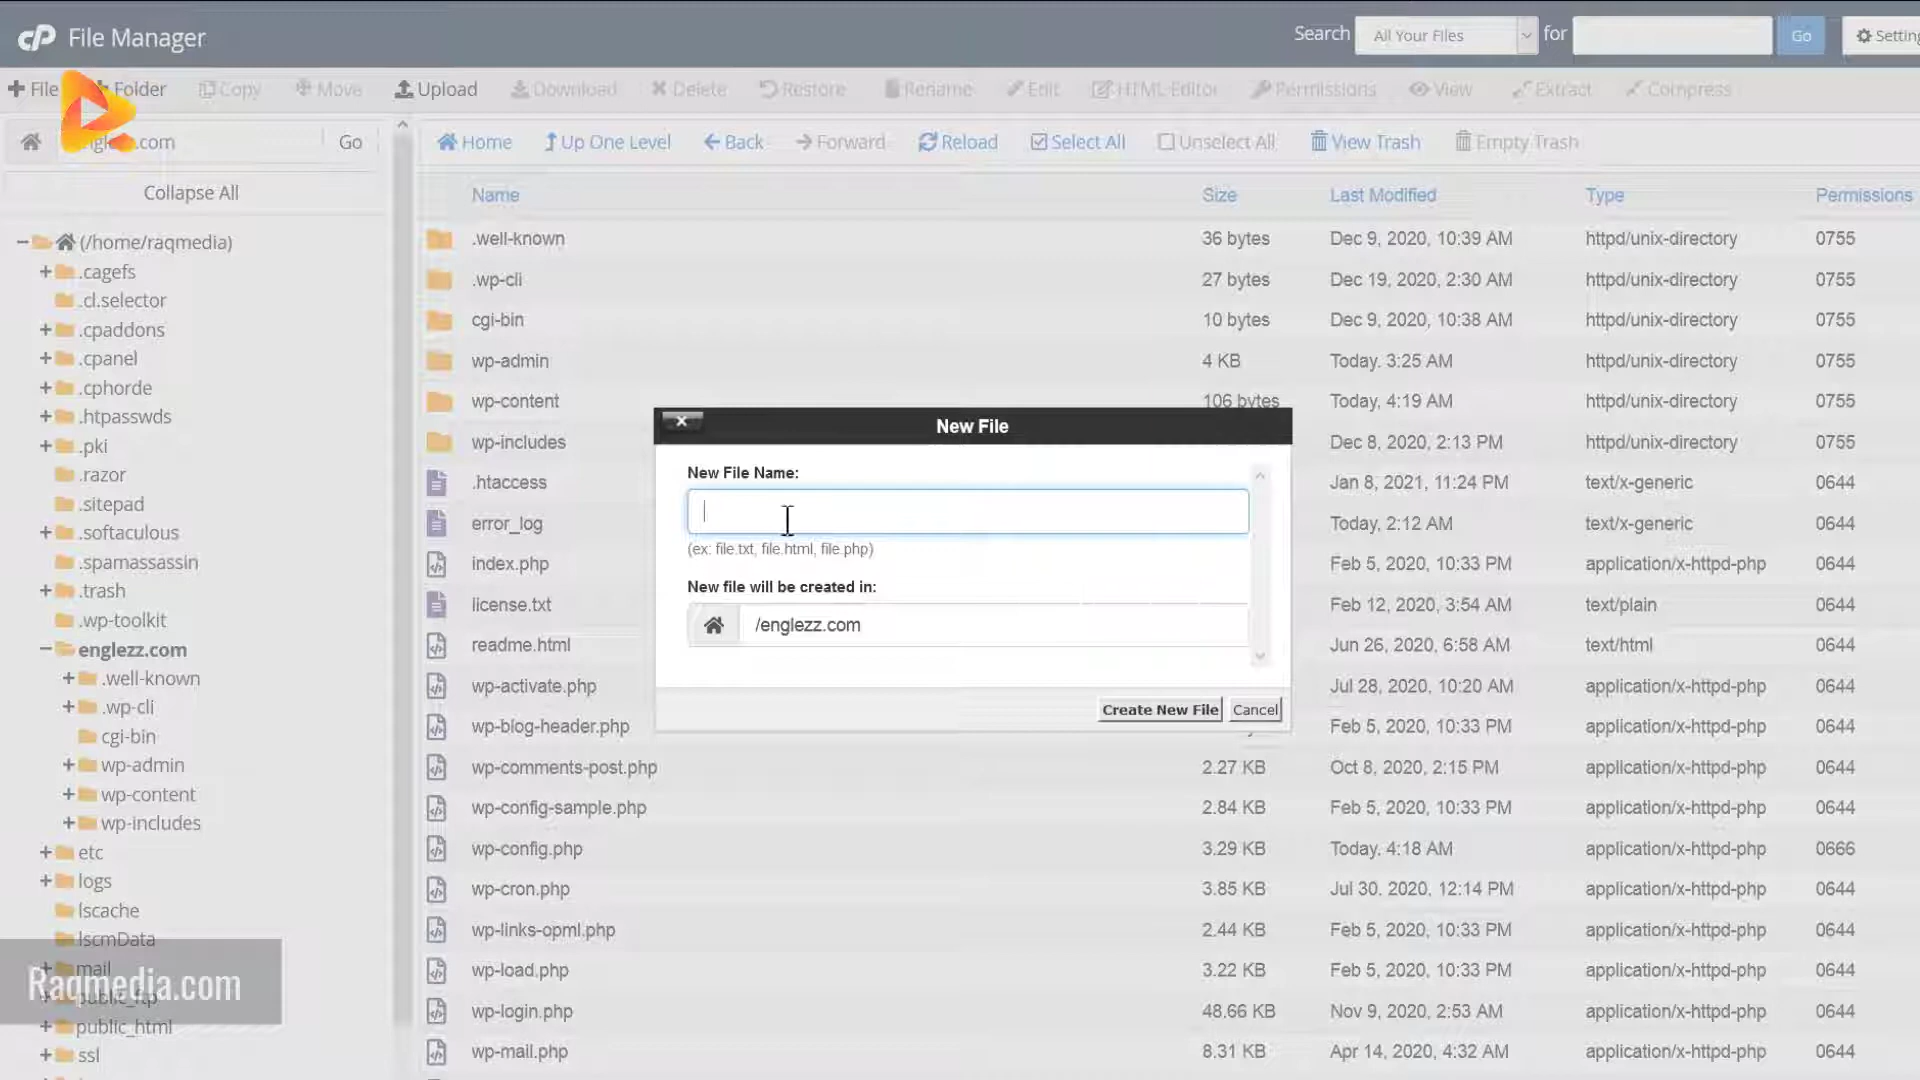 cP File Manager
Search All Your Files for Go Setting
File Folder Copy Move Upload Download Delete Restore Rename Edit HTML Editor Permissions View Extract Compress
.com Go
Home Up One Level Back Forward Reload Select All Unselect All View Trash Empty Trash
Collapse All
Name Size Last Modified Type Permissions
(/home/raqmedia)
.cagefs
.cl.selector
.cpaddons
.cpanel
.cphorde
.htpasswds
.pki
.razor
.sitepad
.softaculous
.spamassassin
.trash
.wp-toolkit
englezz.com
.well-known
.wp-cli
cgi-bin
wp-admin
wp-content
wp-includes
etc
logs
lscache
lscmData
mail
public_ftp
public_html
ssl
Raqmedia.com
.well-known 36 bytes Dec 9, 2020, 10:39 AM httpd/unix-directory 0755
.wp-cli 27 bytes Dec 19, 2020, 2:30 AM httpd/unix-directory 0755
cgi-bin 10 bytes Dec 9, 2020, 10:38 AM httpd/unix-directory 0755
wp-admin 4 KB Today, 3:25 AM httpd/unix-directory 0755
wp-content 106 bytes Today, 4:19 AM httpd/unix-directory 0755
wp-includes Dec 8, 2020, 2:13 PM httpd/unix-directory 0755
.htaccess Jan 8, 2021, 11:24 PM text/x-generic 0644
error_log Today, 2:12 AM text/x-generic 0644
index.php Feb 5, 2020, 10:33 PM application/x-httpd-php 0644
license.txt Feb 12, 2020, 3:54 AM text/plain 0644
readme.html Jun 26, 2020, 6:58 AM text/html 0644
wp-activate.php Jul 28, 2020, 10:20 AM application/x-httpd-php 0644
wp-blog-header.php Feb 5, 2020, 10:33 PM application/x-httpd-php 0644
wp-comments-post.php 2.27 KB Oct 8, 2020, 2:15 PM application/x-httpd-php 0644
wp-config-sample.php 2.84 KB Feb 5, 2020, 10:33 PM application/x-httpd-php 0644
wp-config.php 3.29 KB Today, 4:18 AM application/x-httpd-php 0666
wp-cron.php 3.85 KB Jul 30, 2020, 12:14 PM application/x-httpd-php 0644
wp-links-opml.php 2.44 KB Feb 5, 2020, 10:33 PM application/x-httpd-php 0644
wp-load.php 3.22 KB Feb 5, 2020, 10:33 PM application/x-httpd-php 0644
wp-login.php 48.66 KB Nov 9, 2020, 2:53 AM application/x-httpd-php 0644
wp-mail.php 8.31 KB Apr 14, 2020, 4:32 AM application/x-httpd-php 0644
New File
New File Name:
(ex: file.txt, file.html, file.php)
New file will be created in:
/englezz.com
Create New File Cancel